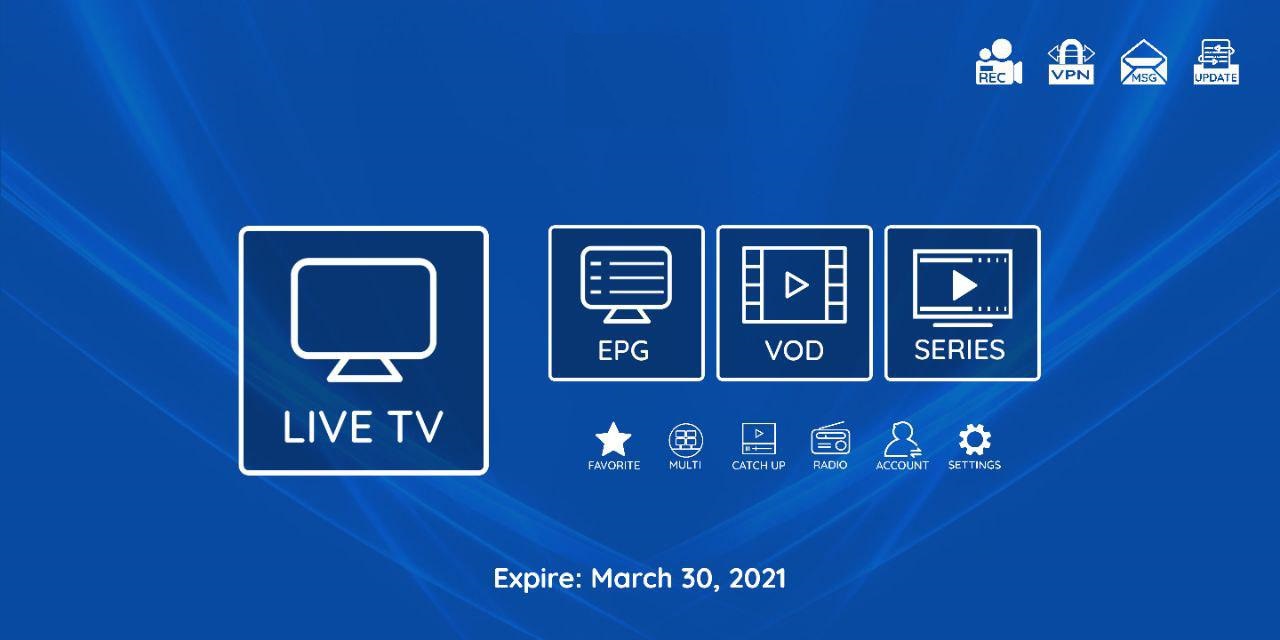 REC
VPN
MSG
UPDATE
LIVE TV
EPG
VOD
SERIES
FAVORITE
MULTI
CATCH UP
RADIO
ACCOUNT
SETTINGS
Expire: March 30, 2021